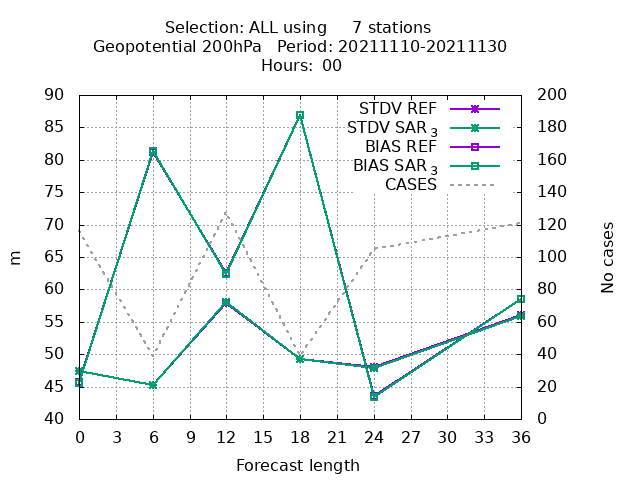 Selection: ALL using     7 stations
Geopotential 200hPa   Period: 20211110-20211130
Hours: 00
90
85
80
75
70
65
60
55
50
45
40
m
200
180
160
140
120
100
80
60
40
20
0
No cases
STDV REF
STDV SAR 3
BIAS REF
BIAS SAR 3
CASES
0 3 6 9 12 15 18 21 24 27 30 33 36
Forecast length